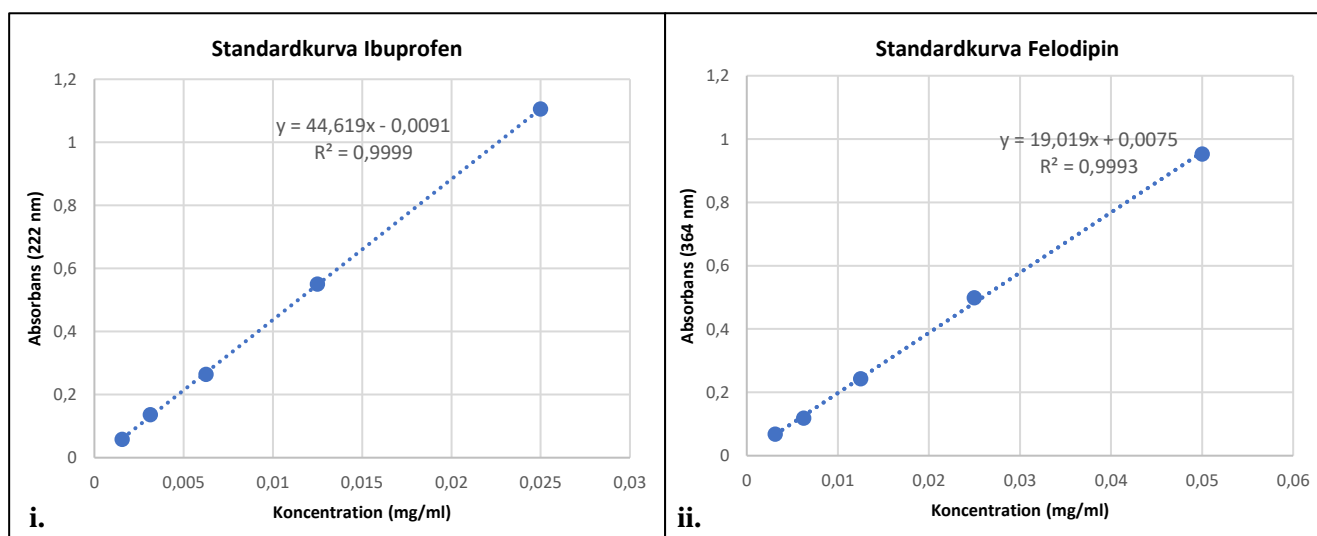 Standardkurva Ibuprofen
1,2
1
0,8
0,6
0,4
0,2
0
Absorbans (222 nm)
y = 44,619x - 0,0091
R² = 0,9999
0 0,005 0,01 0,015 0,02 0,025 0,03
Koncentration (mg/ml)
i.
Standardkurva Felodipin
1,2
1
0,8
0,6
0,4
0,2
0
Absorbans (364 nm)
y = 19,019x + 0,0075
R² = 0,9993
0 0,01 0,02 0,03 0,04 0,05 0,06
Koncentration (mg/ml)
ii.